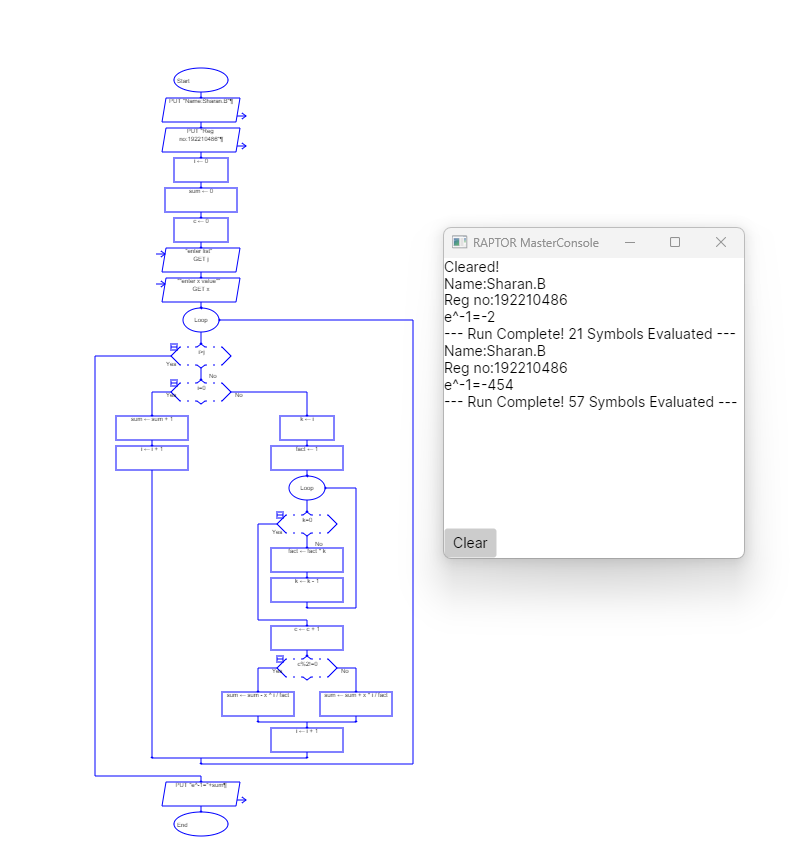 Start
PUT "Name:Sharan.B"¶
PUT "Reg
no:192210486"¶
i ← 0
sum ← 0
c ← 0
"enter list"
GET j
"enter x value"
GET x
Loop
i>j
Yes
No
i=0
Yes
No
sum ← sum + 1
i ← i + 1
k ← i
fact ← 1
Loop
k=0
Yes
No
fact ← fact * k
k ← k - 1
c ← c + 1
c%2!=0
Yes
No
sum ← sum - x ^ i / fact
sum ← sum + x ^ i / fact
i ← i + 1
PUT "e^-1="+sum¶
End
RAPTOR MasterConsole
Cleared!
Name:Sharan.B
Reg no:192210486
e^-1=-2
--- Run Complete! 21 Symbols Evaluated ---
Name:Sharan.B
Reg no:192210486
e^-1=-454
--- Run Complete! 57 Symbols Evaluated ---
Clear